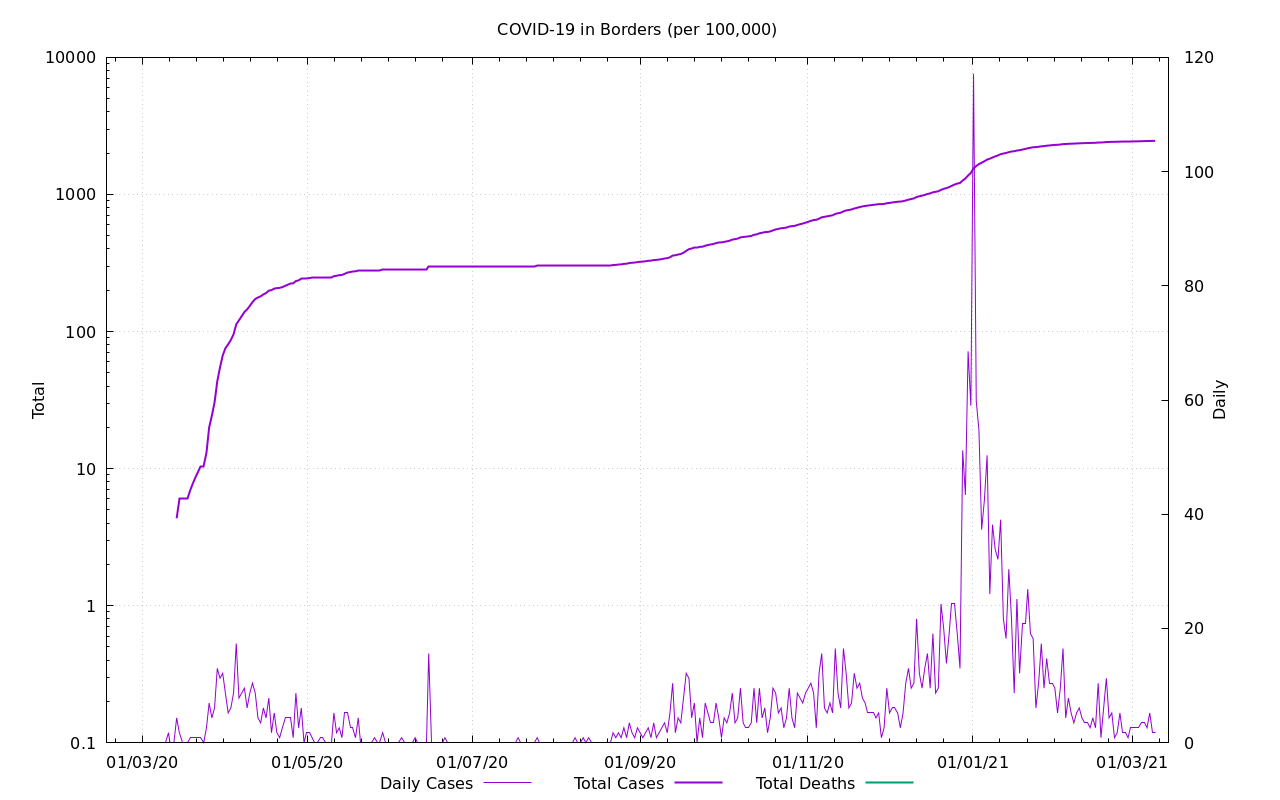 COVID-19 in Borders (per 100,000)
10000
1000
100
10
1
0.1
Total
120
100
80
60
40
20
0
Daily
01/03/20 01/05/20 01/07/20 01/09/20 01/11/20 01/01/21 01/03/21
Daily Cases Total Cases Total Deaths